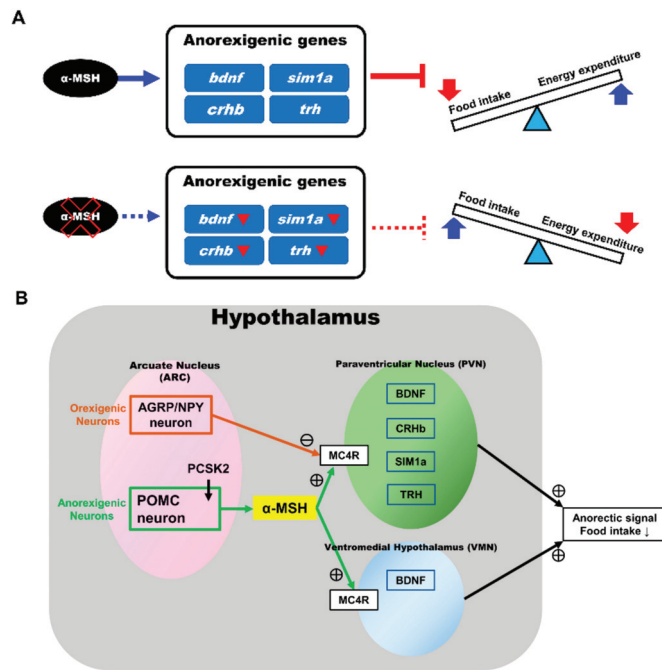 A
Anorexigenic genes
α-MSH
bdnf
sim1a
crhb
trh
Food intake
Energy expenditure
Anorexigenic genes
α-MSH
bdnf
sim1a
crhb
trh
Food intake
Energy expenditure
B
Hypothalamus
Arcuate Nucleus
(ARC)
Paraventricular Nucleus (PVN)
Orexigenic
Neurons
AGRP/NPY
neuron
⊖
MC4R
⊕
BDNF
CRHb
SIM1a
TRH
PCSK2
Anorexigenic
Neurons
POMC
neuron
α-MSH
⊕
Anorectic signal
Food intake ↓
⊕
Ventromedial Hypothalamus (VMN)
⊕
MC4R
BDNF